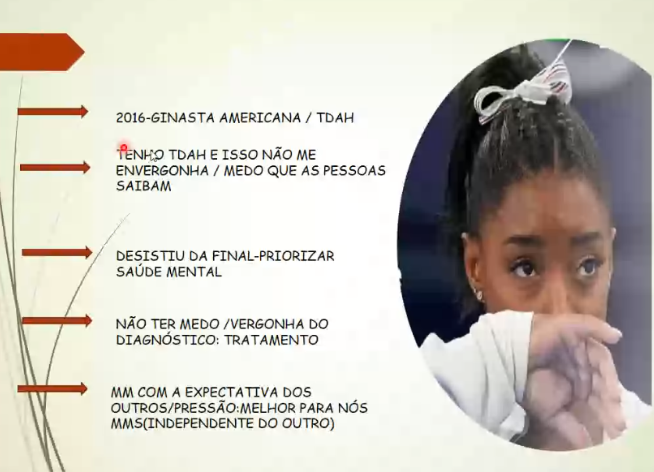 2016-GINASTA AMERICANA / TDAH
TENHO TDAH E ISSO NÃO ME
ENVERGONHA / MEDO QUE AS PESSOAS
SAIBAM
DESISTIU DA FINAL-PRIORIZAR
SAÚDE MENTAL
NÃO TER MEDO /VERGONHA DO
DIAGNÓSTICO: TRATAMENTO
MM COM A EXPECTATIVA DOS
OUTROS/PRESSÃO:MELHOR PARA NÓS
MMS(INDEPENDENTE DO OUTRO)